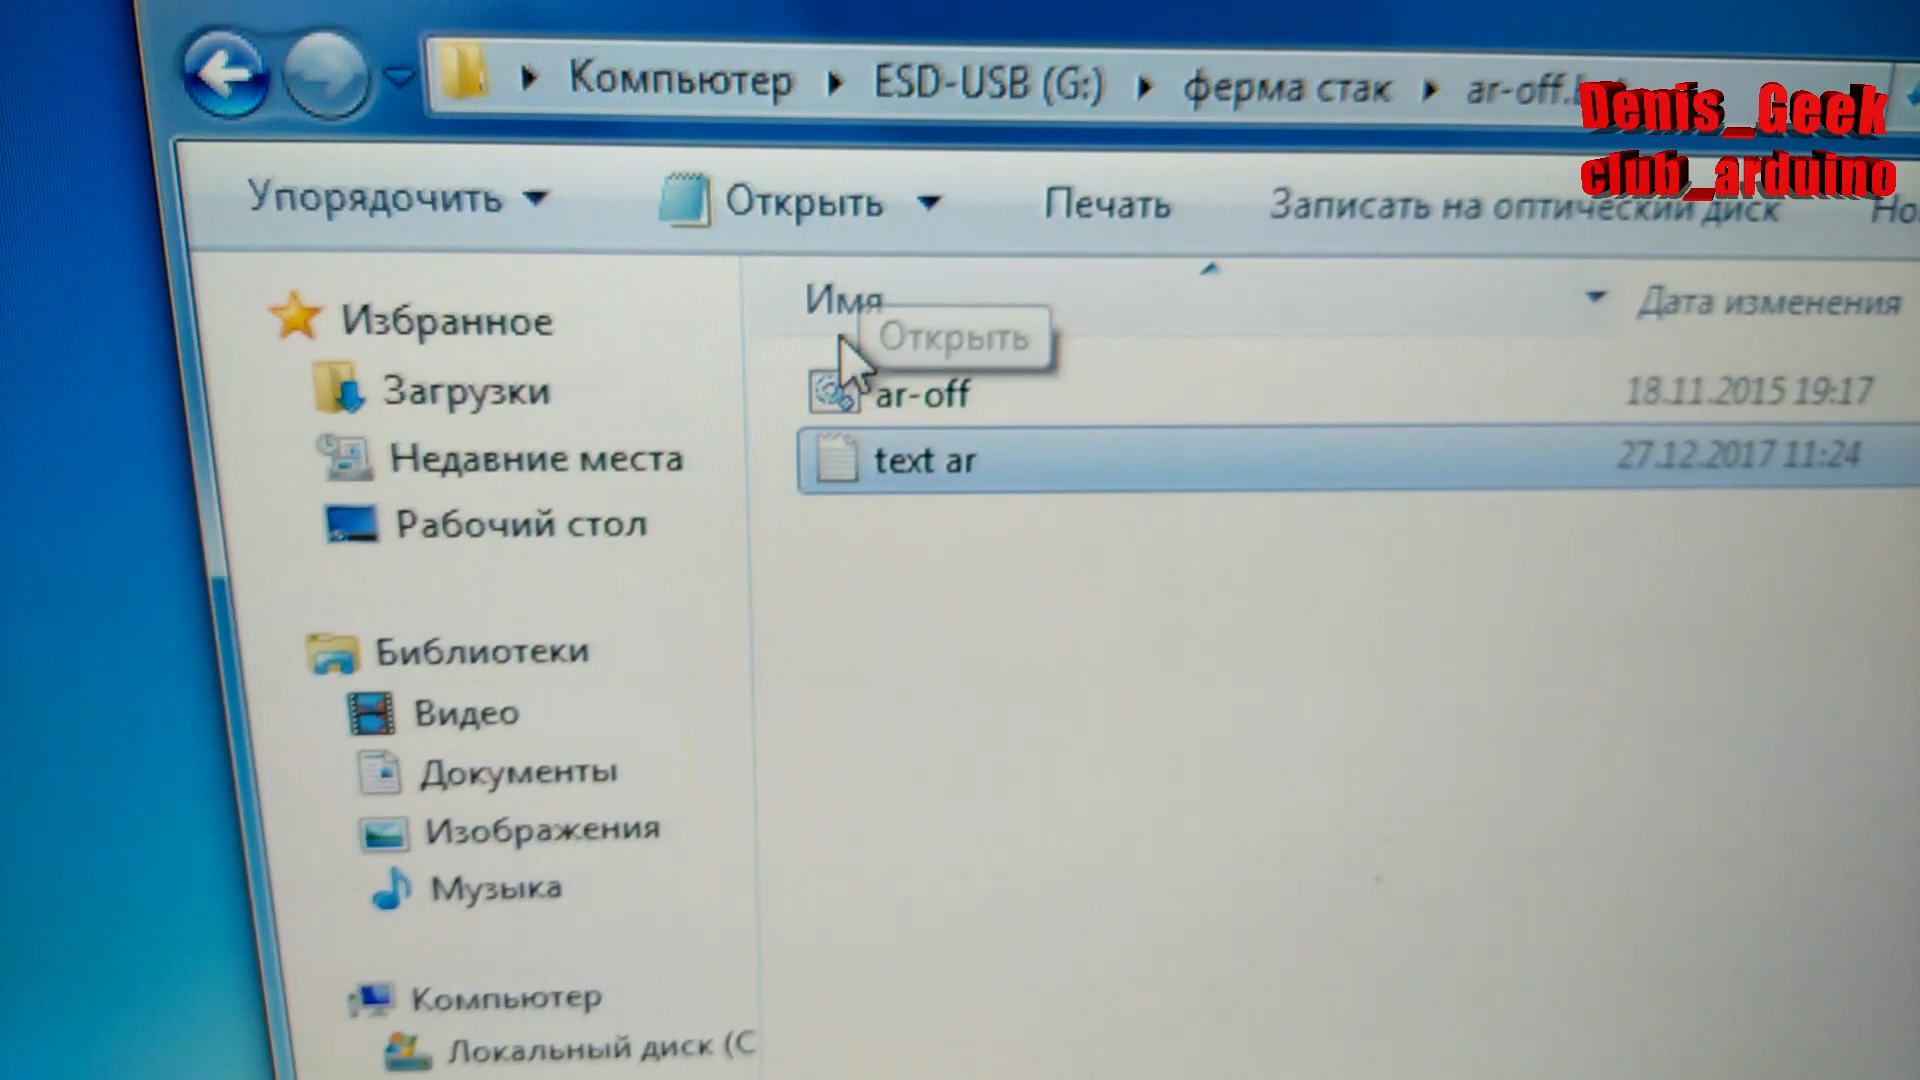 Компьютер ESD-USB (G:) ферма стак
Denis_Geek
club_arduino
Упорядочить Открыть Печать Записать на оптический диск
Имя Дата изменения
Открыть
ar-off 18.11.2015 19:17
text ar 27.12.2017 11:24
Избранное
Загрузки
Недавние места
Рабочий стол
Библиотеки
Видео
Документы
Изображения
Музыка
Компьютер
Локальный диск (C